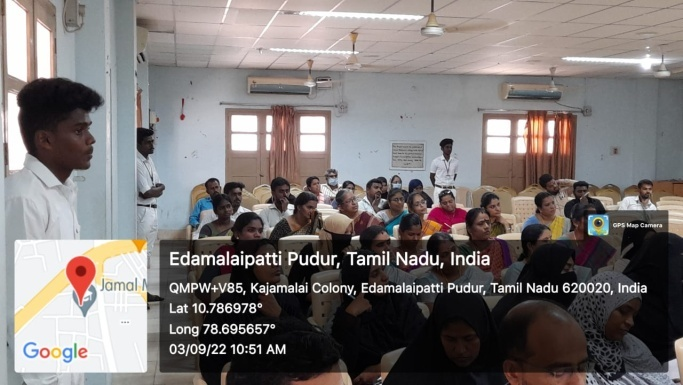 GPS Map Camera
Jamal M
Google
Edamalaipatti Pudur, Tamil Nadu, India
QMPW+V85, Kajamalai Colony, Edamalaipatti Pudur, Tamil Nadu 620020, India
Lat 10.786978°
Long 78.695657°
03/09/22 10:51 AM